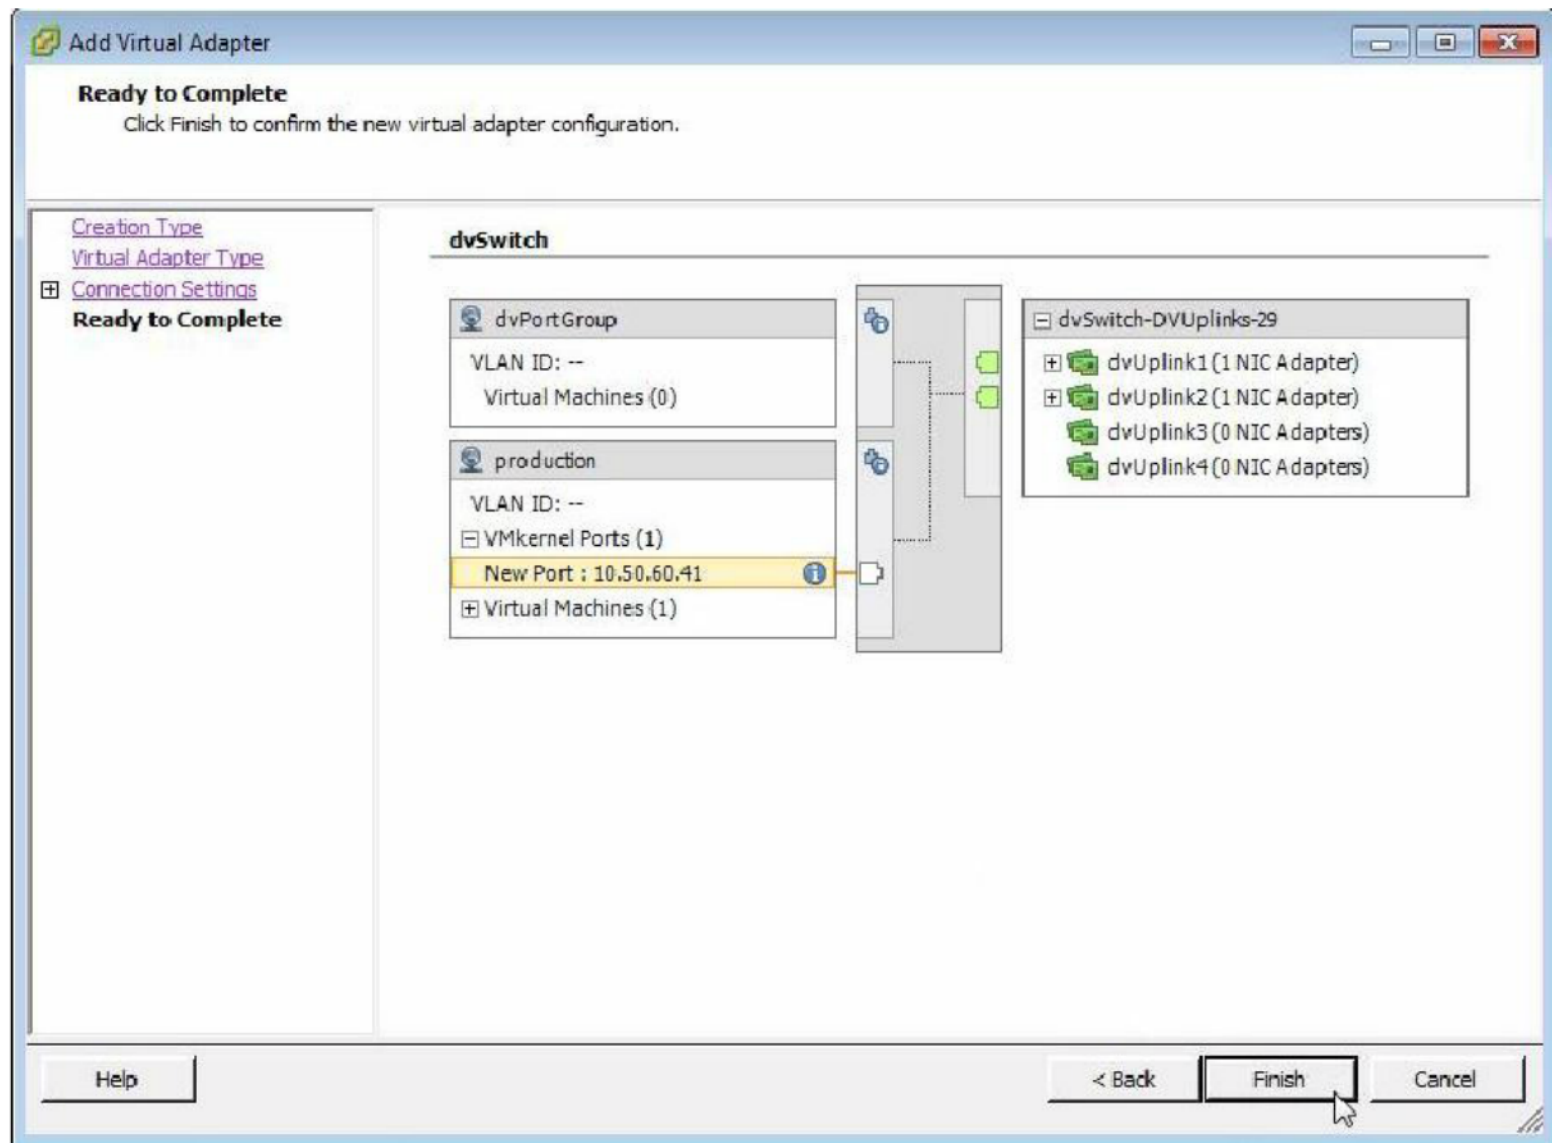 Add Virtual Adapter
Ready to Complete
Click Finish to confirm the new virtual adapter configuration.
Creation Type
Virtual Adapter Type
Connection Settings
Ready to Complete
dvSwitch
dvPortGroup
VLAN ID: --
Virtual Machines (0)
production
VLAN ID: --
VMkernel Ports (1)
New Port : 10.50.60.41
Virtual Machines (1)
dvSwitch-DVUplinks-29
dvUplink1 (1 NIC Adapter)
dvUplink2 (1 NIC Adapter)
dvUplink3 (0 NIC Adapters)
dvUplink4 (0 NIC Adapters)
Help
< Back
Finish
Cancel